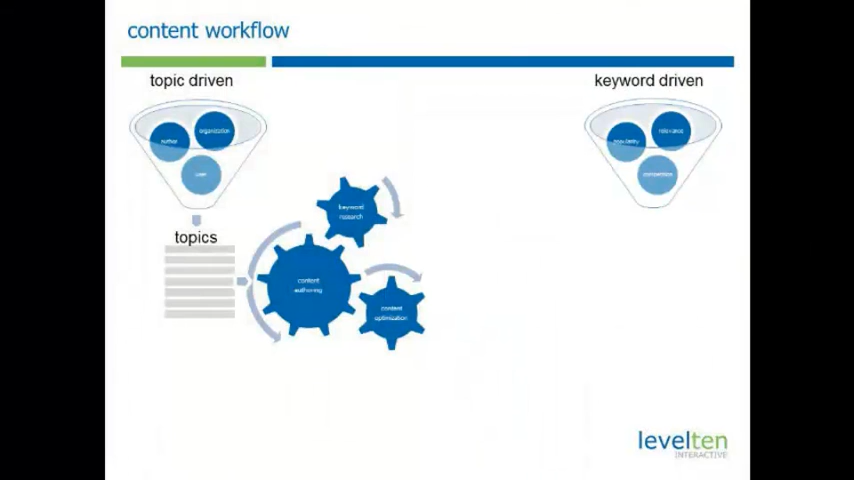 content workflow
topic driven
keyword driven
author
organization
user
popularity
relevance
competition
topics
keyword
research
content
authoring
content
optimization
levelten
INTERACTIVE